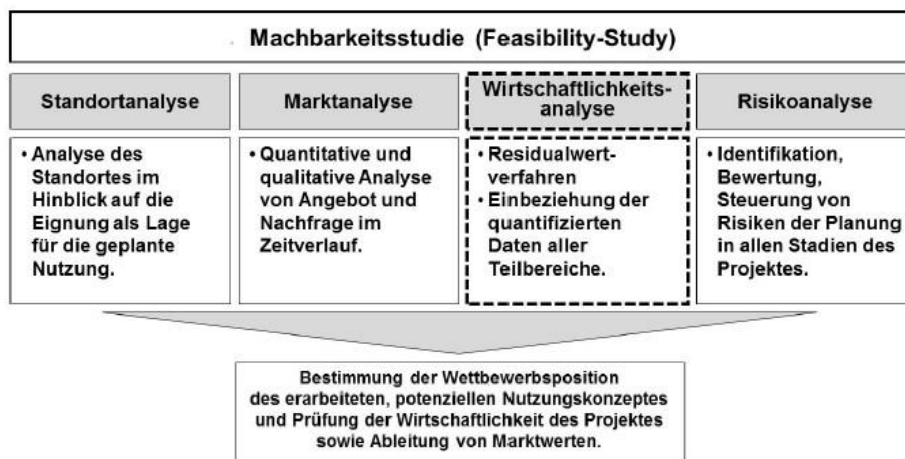 Machbarkeitsstudie (Feasibility-Study)
Standortanalyse
• Analyse des
Standortes im
Hinblick auf die
Eignung als Lage
für die geplante
Nutzung.
Marktanalyse
• Quantitative und
qualitative Analyse
von Angebot und
Nachfrage im
Zeitverlauf.
Wirtschaftlichkeits-
analyse
• Residualwert-
verfahren
• Einbeziehung der
quantifizierten
Daten aller
Teilbereiche.
Risikoanalyse
• Identifikation,
Bewertung,
Steuerung von
Risiken der Planung
in allen Stadien des
Projektes.
Bestimmung der Wettbewerbsposition
des erarbeiteten, potenziellen Nutzungskonzeptes
und Prüfung der Wirtschaftlichkeit des Projektes
sowie Ableitung von Marktwerten.